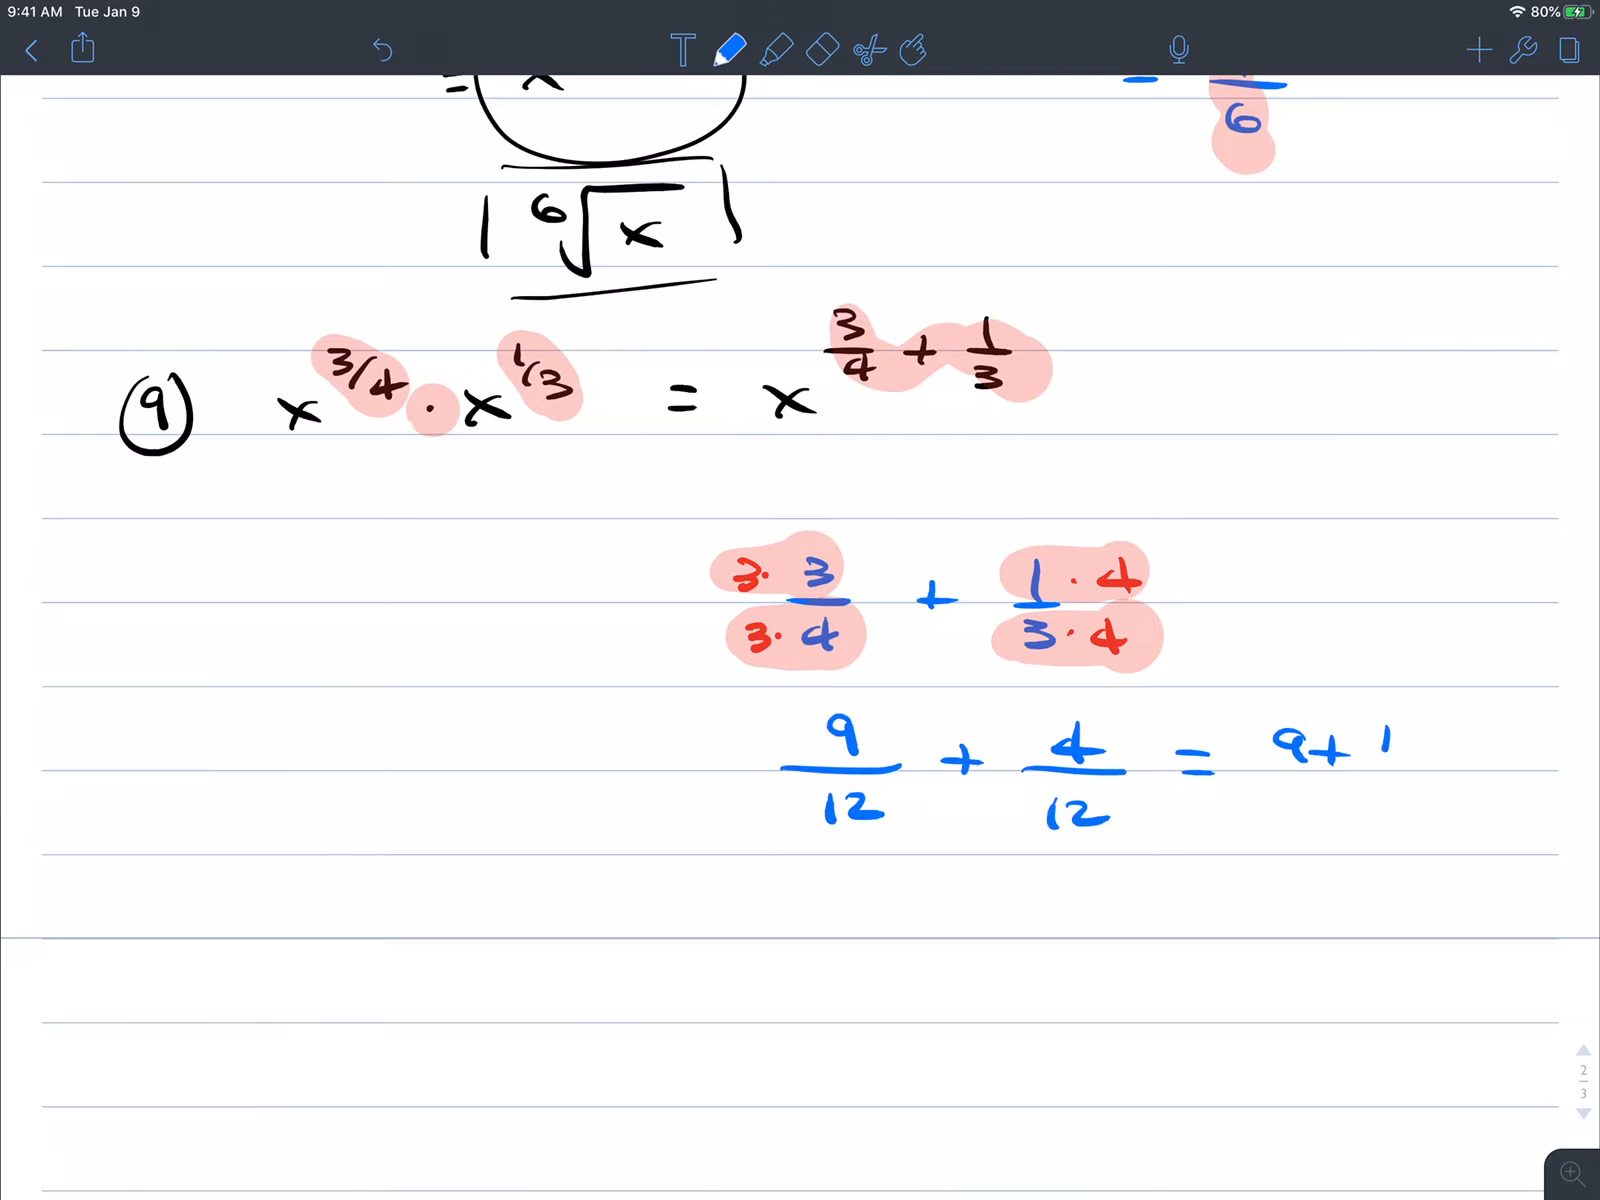 9:41 AM Tue Jan 9
80%
= x
=
6
6√x
9 x^3/4 · x^1/3 = x^3/4 + 1/3
3· 3/3· 4 + 1 · 4/3 · 4
9/12 + 4/12 = 9 +
2
3